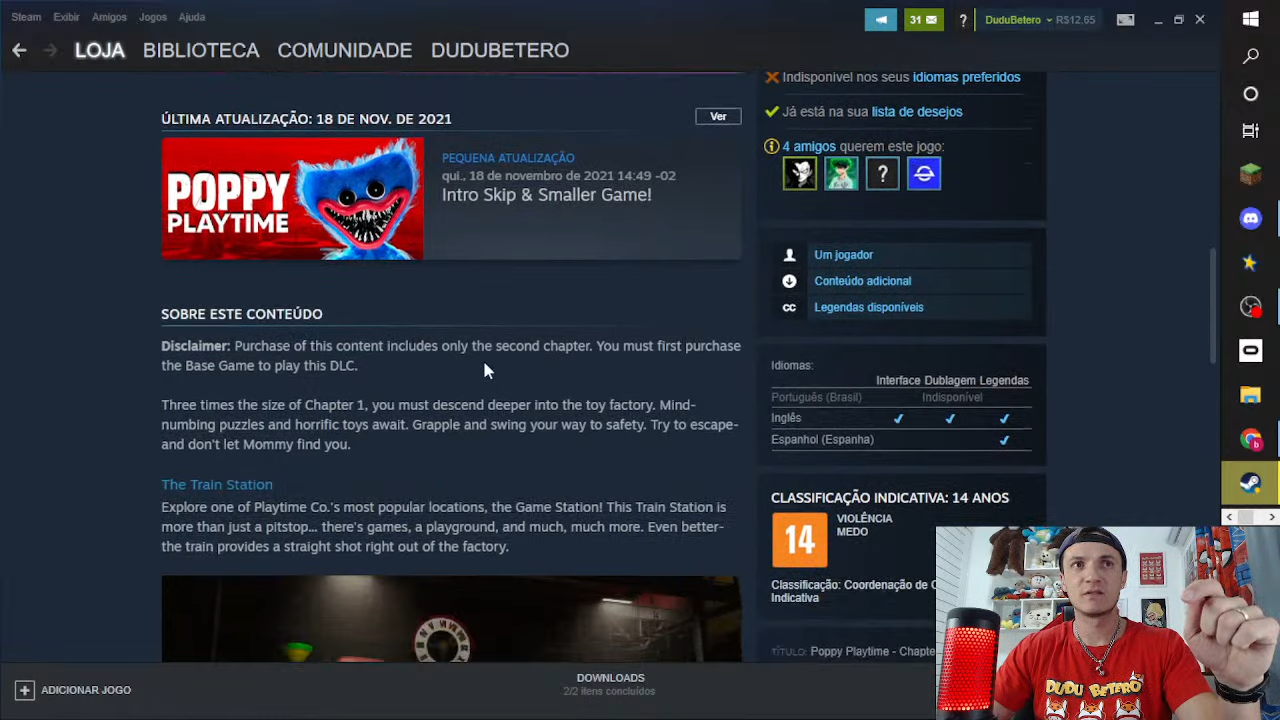 Steam Exibir Amigos Jogos Ajuda
31 ? DuduBetero R$12,65
LOJA BIBLIOTECA COMUNIDADE DUDUBETERO
ÚLTIMA ATUALIZAÇÃO: 18 DE NOV. DE 2021
Ver
POPPY
PLAYTIME
PEQUENA ATUALIZAÇÃO
qui., 18 de novembro de 2021 14:49 -02
Intro Skip & Smaller Game!
SOBRE ESTE CONTEÚDO
Disclaimer: Purchase of this content includes only the second chapter. You must first purchase
the Base Game to play this DLC.
Three times the size of Chapter 1, you must descend deeper into the toy factory. Mind-
numbing puzzles and horrific toys await. Grapple and swing your way to safety. Try to escape-
and don't let Mommy find you.
The Train Station
Explore one of Playtime Co.'s most popular locations, the Game Station! This Train Station is
more than just a pitstop... there's games, a playground, and much, much more. Even better-
the train provides a straight shot right out of the factory.
Indisponível nos seus idiomas preferidos
Já está na sua lista de desejos
4 amigos querem este jogo:
?
Um jogador
Conteúdo adicional
CC Legendas disponíveis
Idiomas:
Interface Dublagem Legendas
Português (Brasil) Indisponível
Inglês
Espanhol (Espanha)
CLASSIFICAÇÃO INDICATIVA: 14 ANOS
14
VIOLÊNCIA
MEDO
Classificação: Coordenação de
Indicativa
TÍTULO: Poppy Playtime - Chapte
DUDU BETERO
ADICIONAR JOGO
DOWNLOADS
2/2 itens concluídos